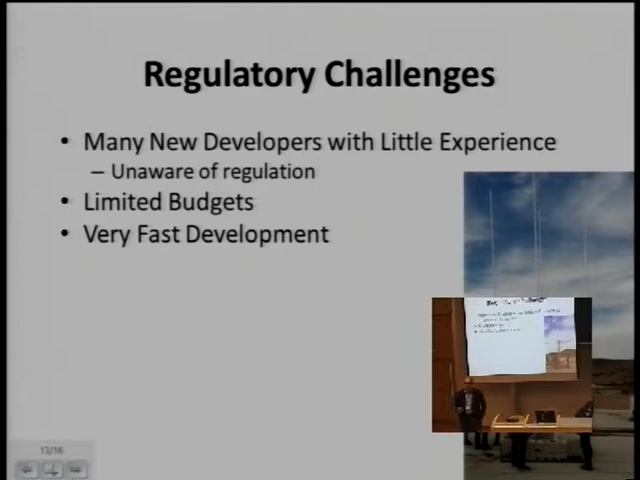 Regulatory Challenges
• Many New Developers with Little Experience
– Unaware of regulation
• Limited Budgets
• Very Fast Development
13/16